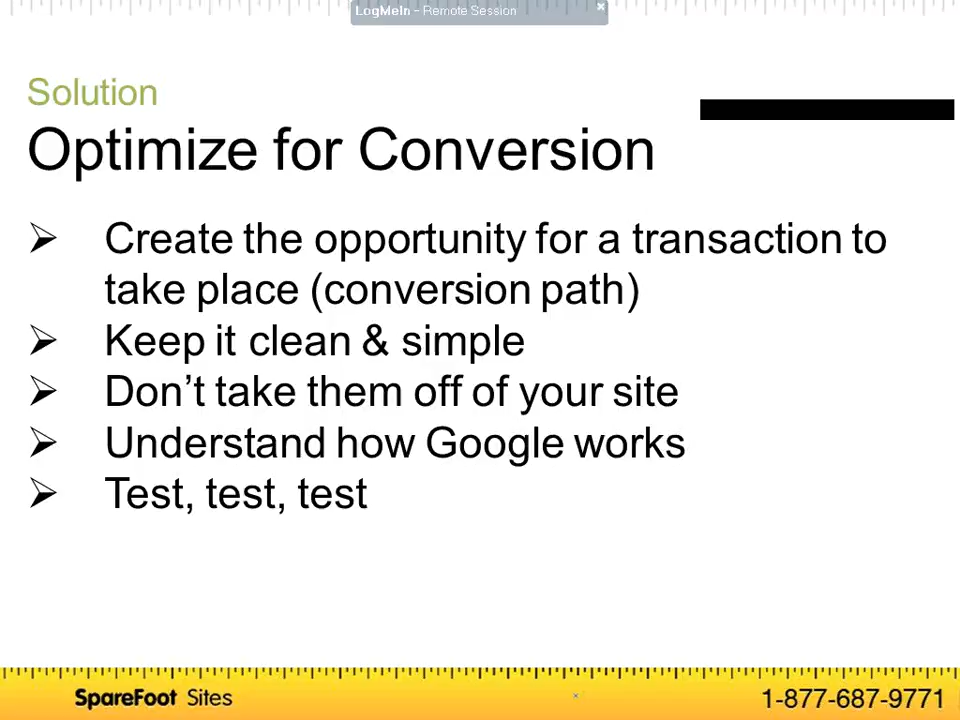 LogMeIn - Remote Session
Solution
Optimize for Conversion
➢ Create the opportunity for a transaction to
take place (conversion path)
➢ Keep it clean & simple
➢ Don’t take them off of your site
➢ Understand how Google works
➢ Test, test, test
SpareFoot Sites
1-877-687-9771